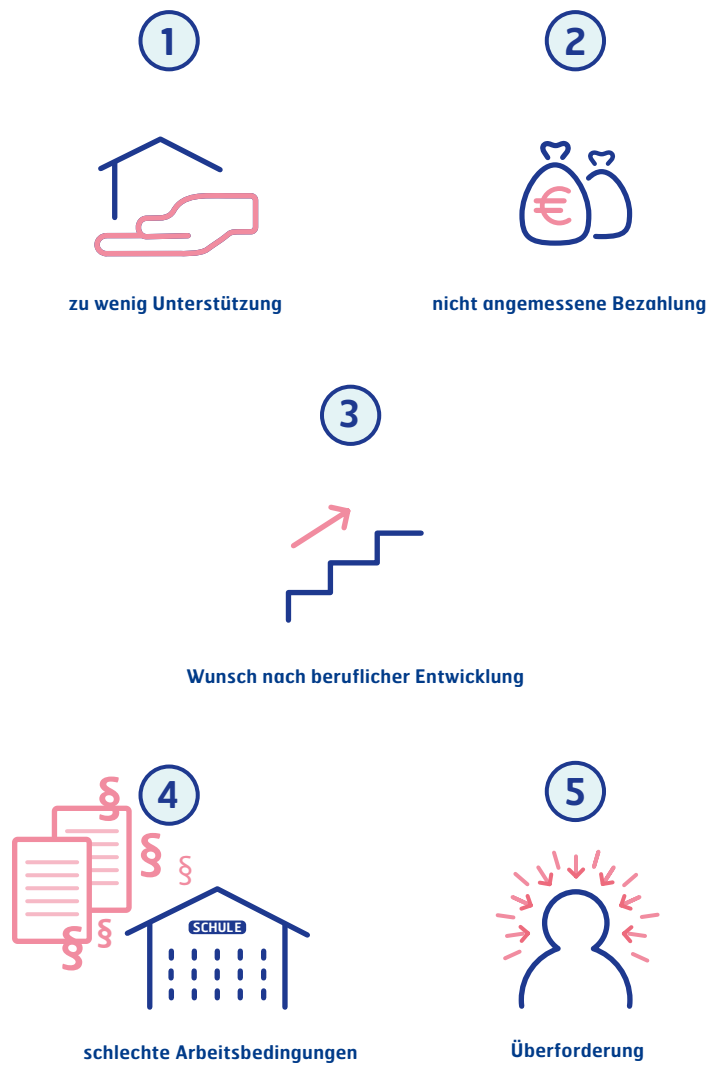 1
2
€
zu wenig Unterstützung
nicht angemessene Bezahlung
3
Wunsch nach beruflicher Entwicklung
4
5
§
§
§
§
§
SCHULE
schlechte Arbeitsbedingungen
Überforderung